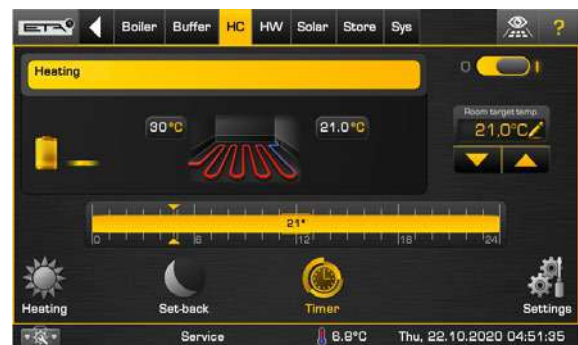 ETA
Boiler Buffer HC HW Solar Store Sys ?
Heating
0 I
30°C 21.0°C
Room target temp.
21.0°C
21°
0 6 12 18 24
Heating Set-back Timer Settings
Service 6.9°C Thu, 22.10.2020 04:51:35